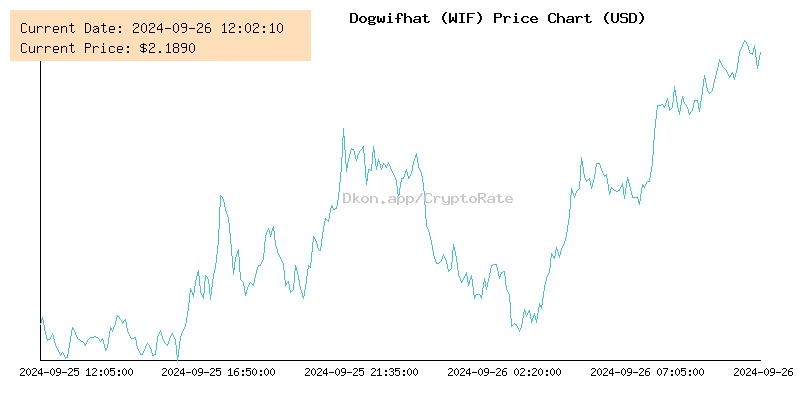 Dogwifhat (WIF) Price Chart (USD)
Current Date: 2024-09-26 12:02:10
Current Price: $2.1890
Dkon.app/CryptoRate
2024-09-25 12:05:00 2024-09-25 16:50:00 2024-09-25 21:35:00 2024-09-26 02:20:00 2024-09-26 07:05:00 2024-09-26